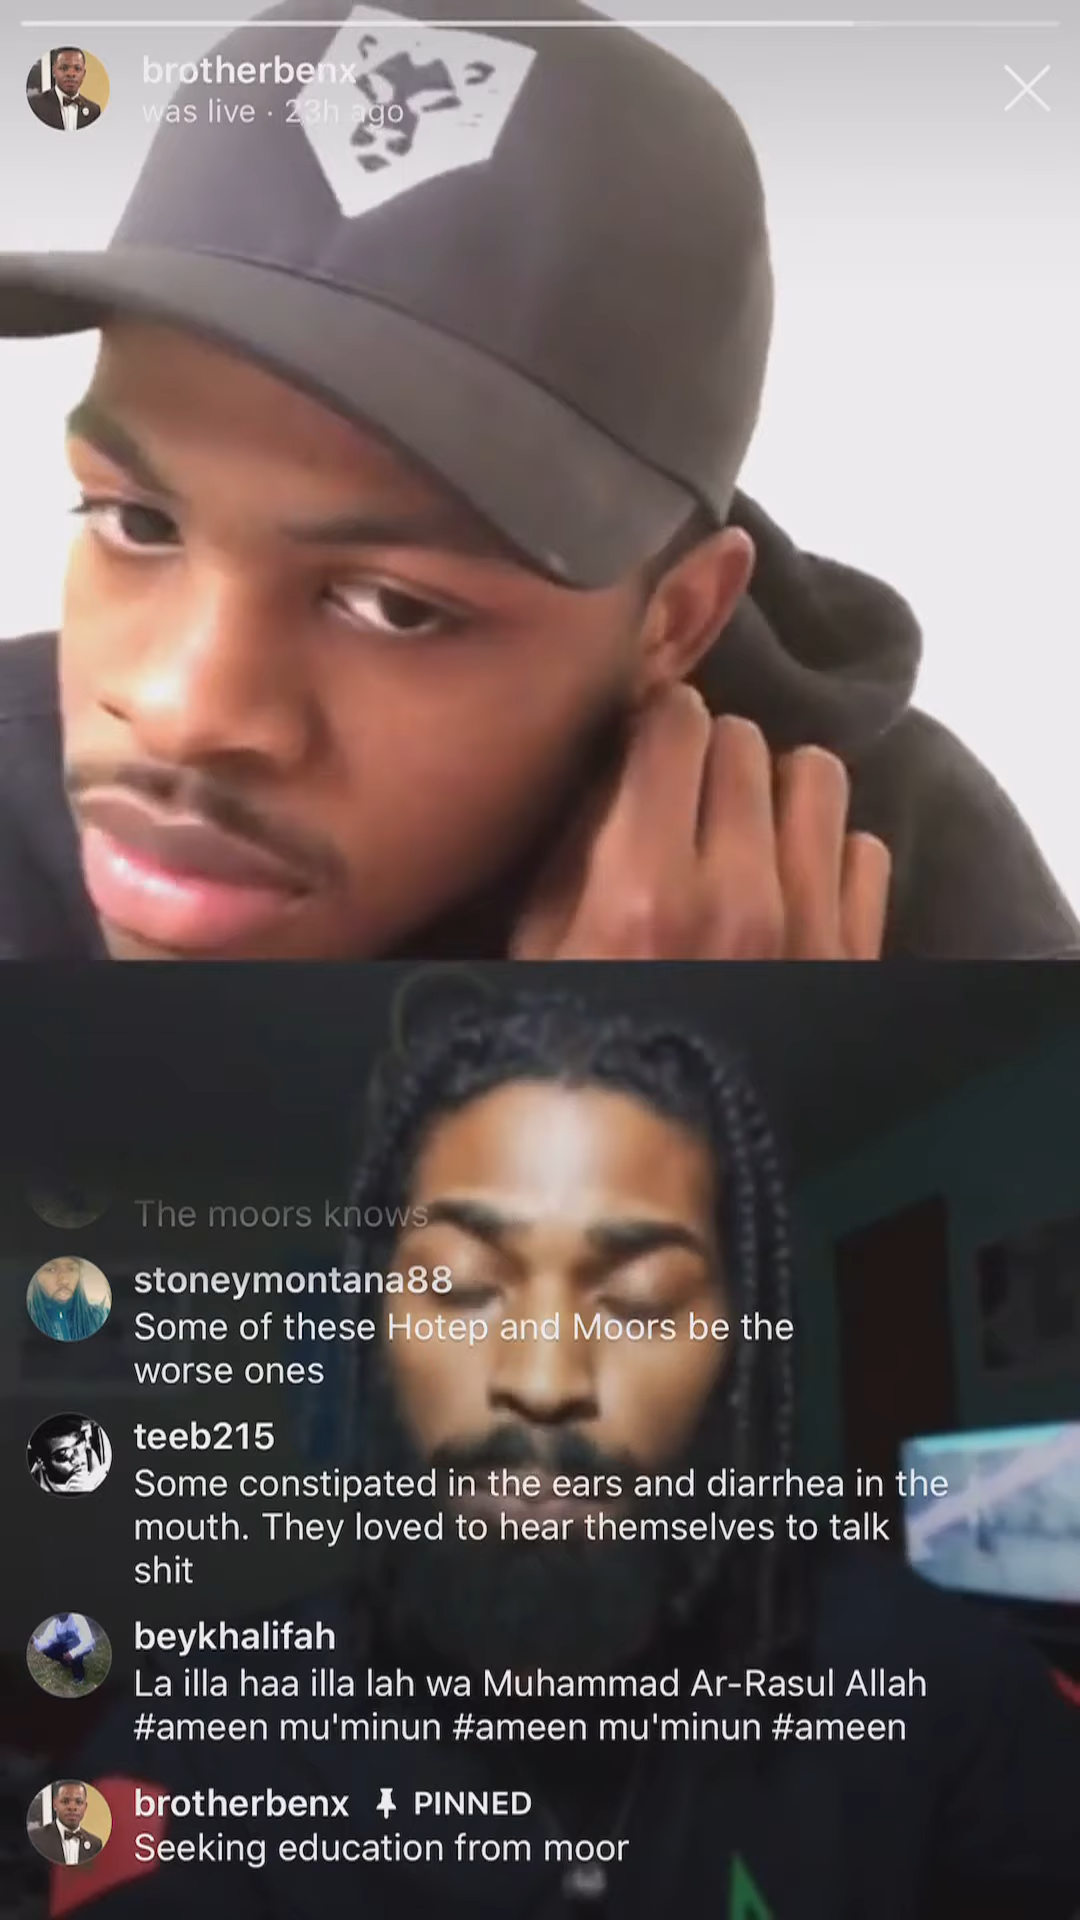 brotherbenx
was live · 23h ago
The moors knows
stoneymontana88
Some of these Hotep and Moors be the
worse ones
teeb215
Some constipated in the ears and diarrhea in the
mouth. They loved to hear themselves to talk
shit
beykhalifah
La illa haa illa lah wa Muhammad Ar-Rasul Allah
#ameen mu'minun #ameen mu'minun #ameen
brotherbenx PINNED
Seeking education from moor